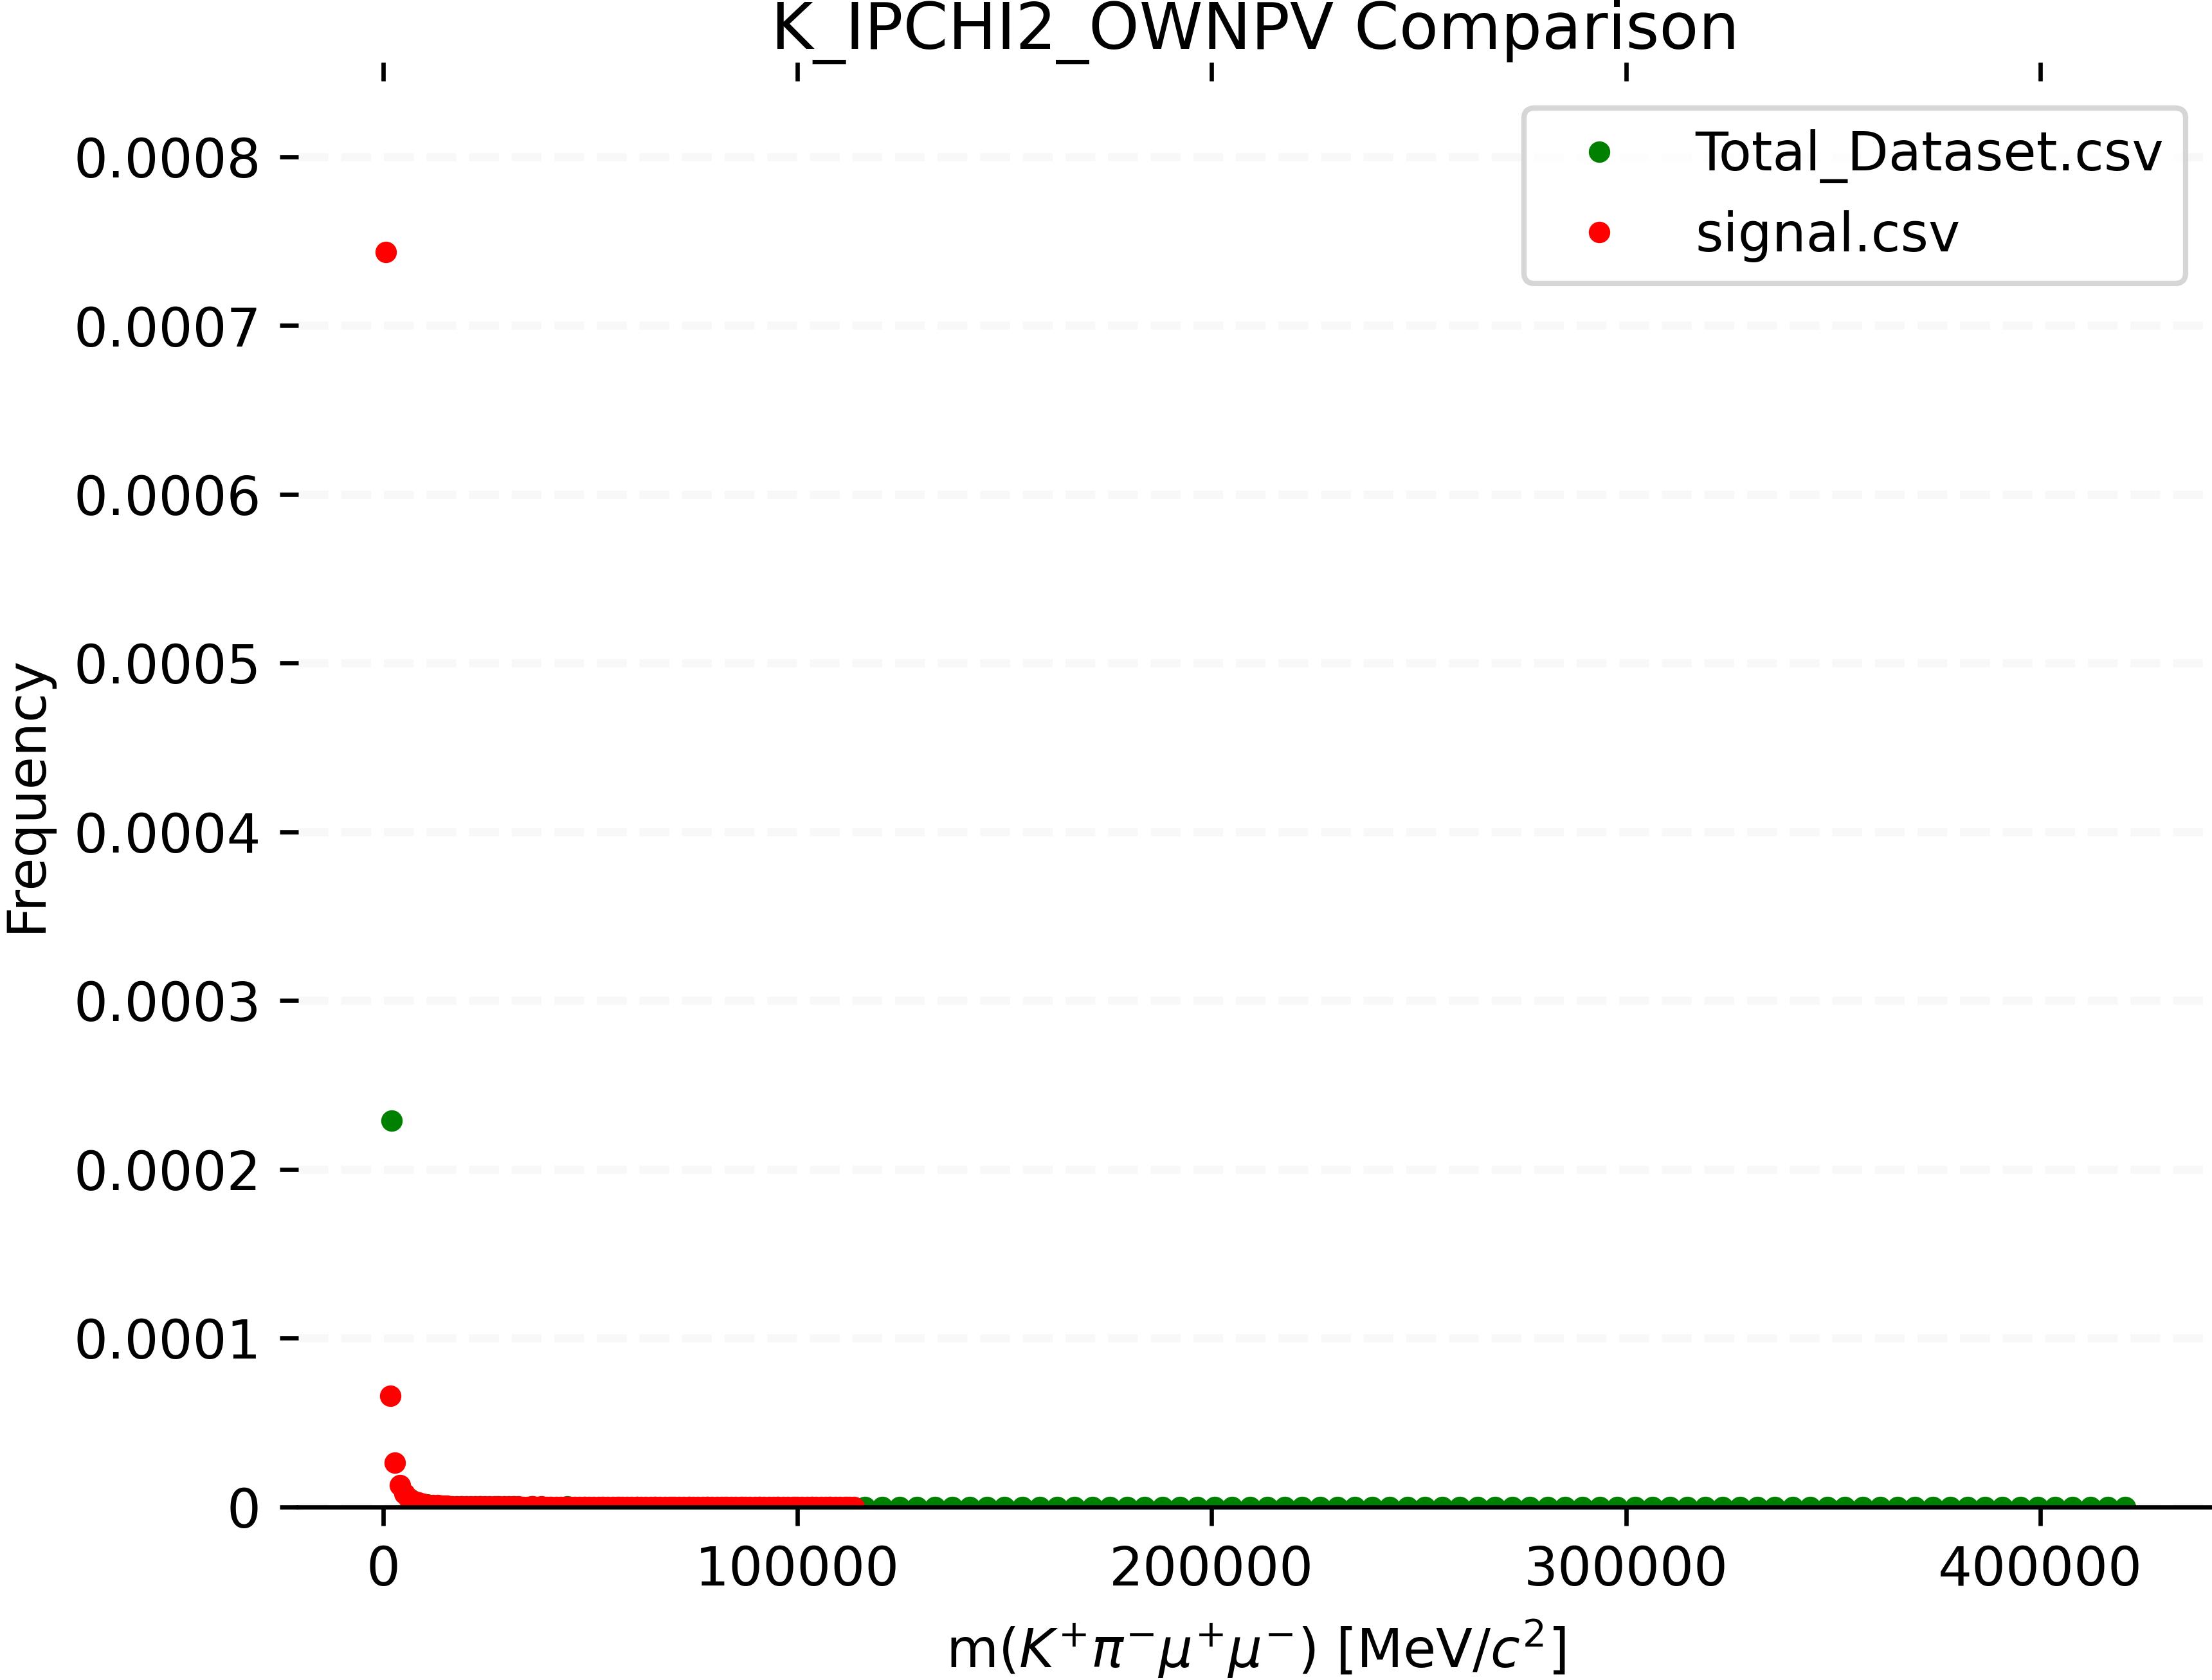 K_IPCHI2_OWNPV Comparison
Total_Dataset.csv
signal.csv
0.0008
0.0007
0.0006
0.0005
0.0004
0.0003
0.0002
0.0001
0
Frequency
0 100000 200000 300000 400000
m(K⁺π⁻μ⁺μ⁻) [MeV/c²]